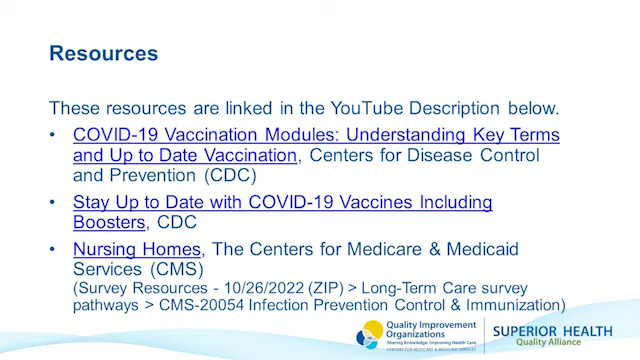 Resources
These resources are linked in the YouTube Description below.
• COVID-19 Vaccination Modules: Understanding Key Terms
and Up to Date Vaccination, Centers for Disease Control
and Prevention (CDC)
• Stay Up to Date with COVID-19 Vaccines Including
Boosters, CDC
• Nursing Homes, The Centers for Medicare & Medicaid
Services (CMS)
(Survey Resources - 10/26/2022 (ZIP) > Long-Term Care survey
pathways > CMS-20054 Infection Prevention Control & Immunization)
Quality Improvement
Organizations
Sharing Knowledge. Improving Health Care.
CENTERS FOR MEDICARE & MEDICAID SERVICES
SUPERIOR HEALTH
Quality Alliance